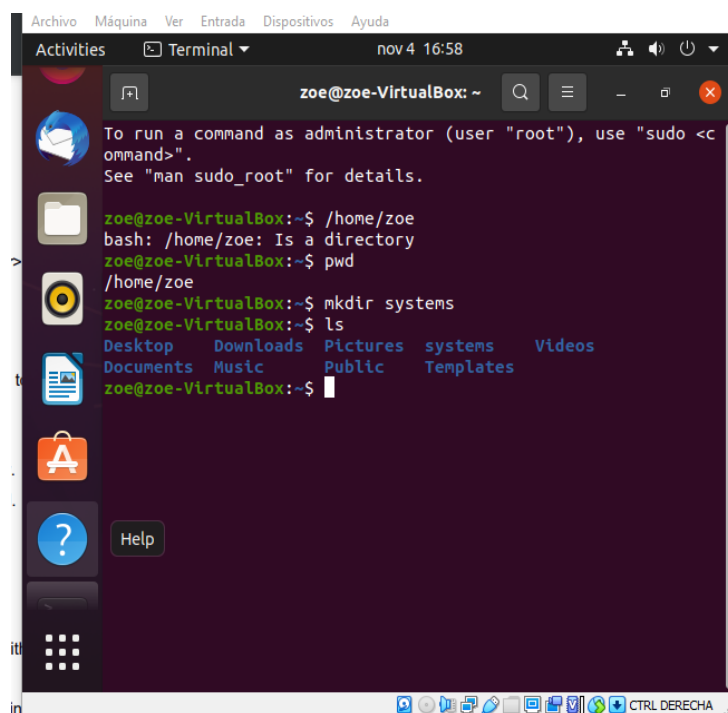 Archivo Máquina Ver Entrada Dispositivos Ayuda
Activities Terminal nov 4 16:58
zoe@zoe-VirtualBox: ~
To run a command as administrator (user "root"), use "sudo <c
ommand>".
See "man sudo_root" for details.
zoe@zoe-VirtualBox:~$ /home/zoe
bash: /home/zoe: Is a directory
zoe@zoe-VirtualBox:~$ pwd
/home/zoe
zoe@zoe-VirtualBox:~$ mkdir systems
zoe@zoe-VirtualBox:~$ ls
Desktop Downloads Pictures systems Videos
Documents Music Public Templates
zoe@zoe-VirtualBox:~$
Help
CTRL DERECHA